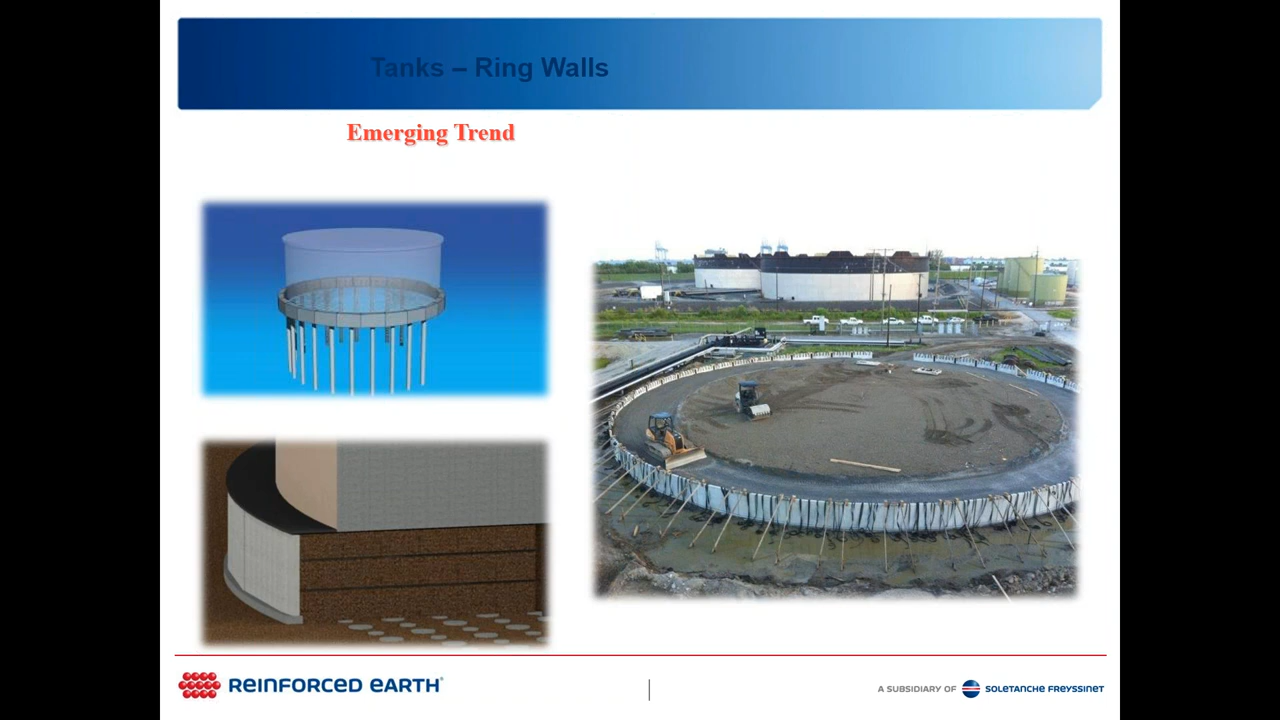 Tanks – Ring Walls
Emerging Trend
REINFORCED EARTH®
A SUBSIDIARY OF SOLETANCHE FREYSSINET